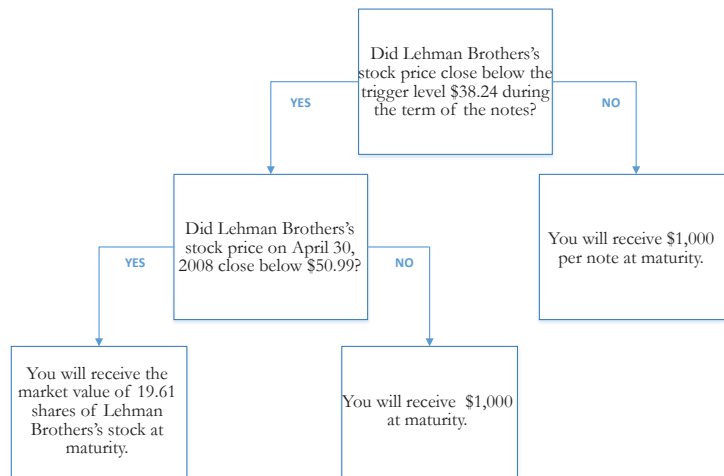 Did Lehman Brothers's
stock price close below the
trigger level $38.24 during
the term of the notes?
YES
NO
Did Lehman Brothers's
stock price on April 30,
2008 close below $50.99?
You will receive $1,000
per note at maturity.
YES
NO
You will receive the
market value of 19.61
shares of Lehman
Brothers's stock at
maturity.
You will receive $1,000
at maturity.